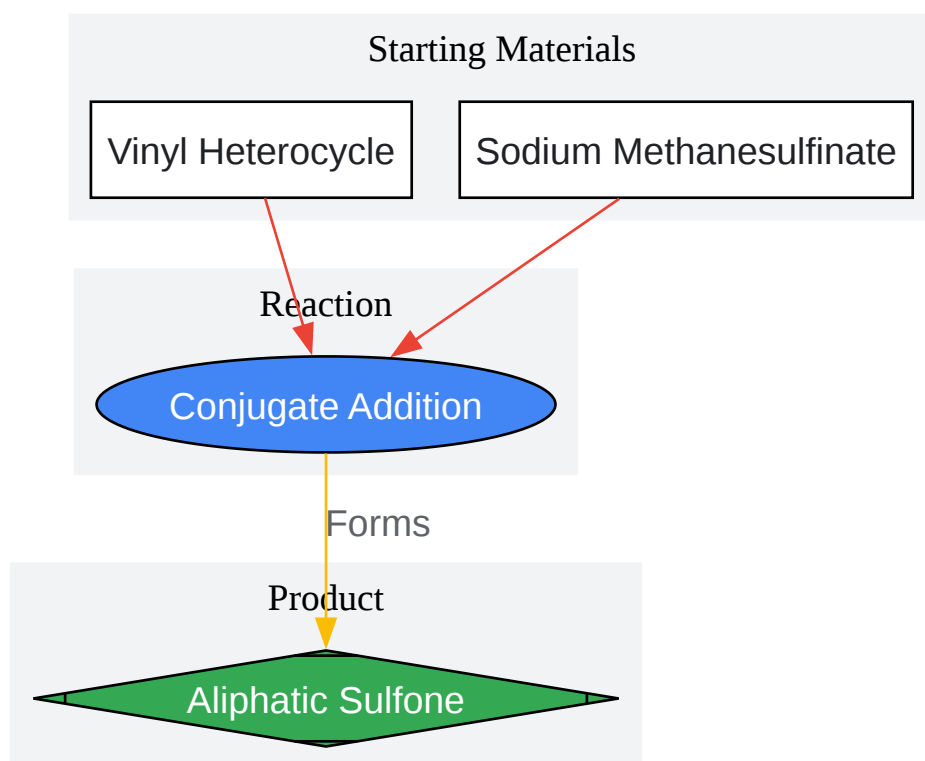 Starting Materials
Vinyl Heterocycle
Sodium Methanesulfinate
Reaction
Conjugate Addition
Forms
Product
Aliphatic Sulfone